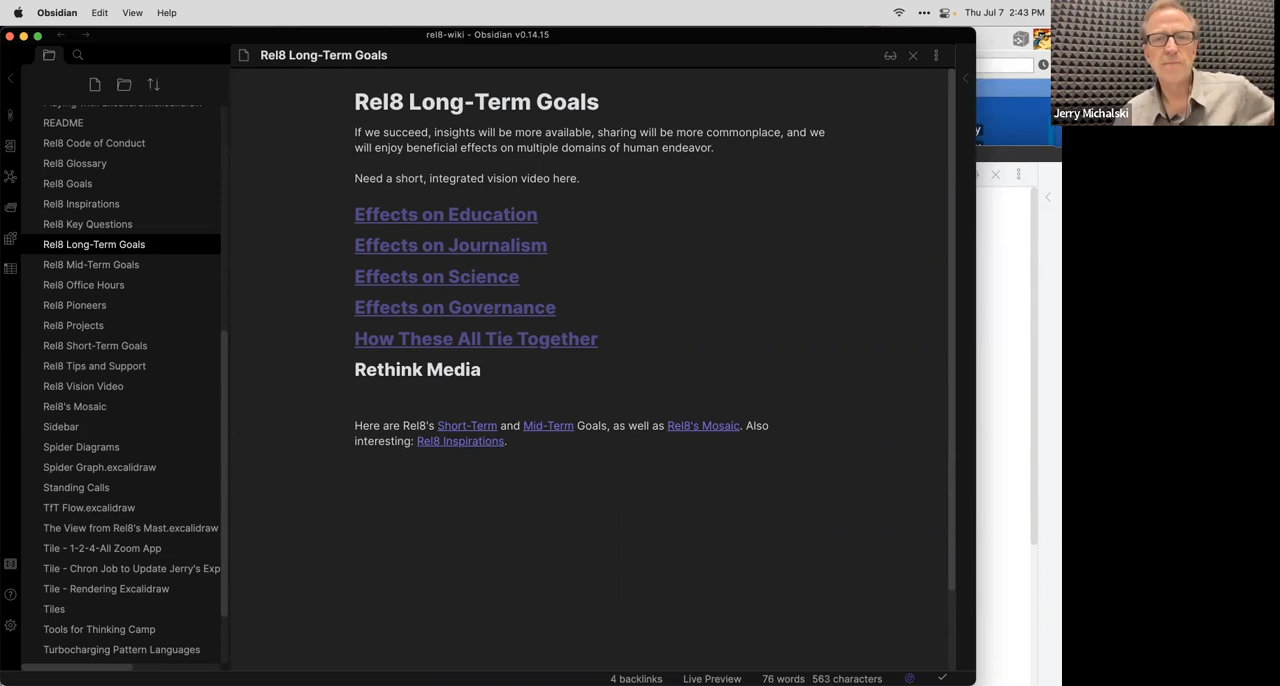 Obsidian Edit View Help
Thu Jul 7 2:43 PM
rel8-wiki - Obsidian v0.14.15
Rel8 Long-Term Goals
README
Rel8 Code of Conduct
Rel8 Glossary
Rel8 Goals
Rel8 Inspirations
Rel8 Key Questions
Rel8 Long-Term Goals
Rel8 Mid-Term Goals
Rel8 Office Hours
Rel8 Pioneers
Rel8 Projects
Rel8 Short-Term Goals
Rel8 Tips and Support
Rel8 Vision Video
Rel8's Mosaic
Sidebar
Spider Diagrams
Spider Graph.excalidraw
Standing Calls
TfT Flow.excalidraw
The View from Rel8's Mast.excalidraw
Tile - 1-2-4-All Zoom App
Tile - Chron Job to Update Jerry's Exp
Tile - Rendering Excalidraw
Tiles
Tools for Thinking Camp
Turbocharging Pattern Languages
Rel8 Long-Term Goals
If we succeed, insights will be more available, sharing will be more commonplace, and we
will enjoy beneficial effects on multiple domains of human endeavor.
Need a short, integrated vision video here.
Effects on Education
Effects on Journalism
Effects on Science
Effects on Governance
How These All Tie Together
Rethink Media
Here are Rel8's Short-Term and Mid-Term Goals, as well as Rel8's Mosaic. Also
interesting: Rel8 Inspirations.
4 backlinks Live Preview 76 words 563 characters
Jerry Michalski